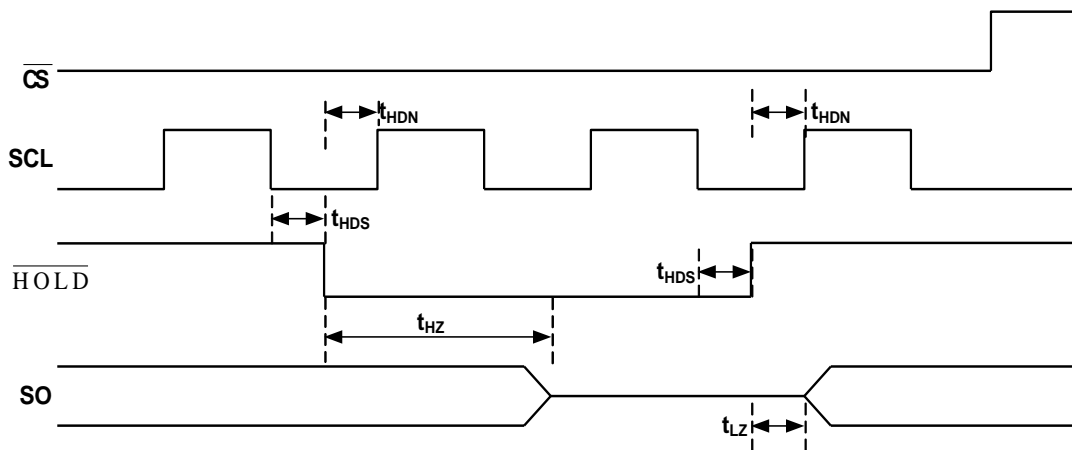 CS
tHDN
tHDN
SCL
tHDS
HOLD
tHDS
tHZ
SO
tLZ